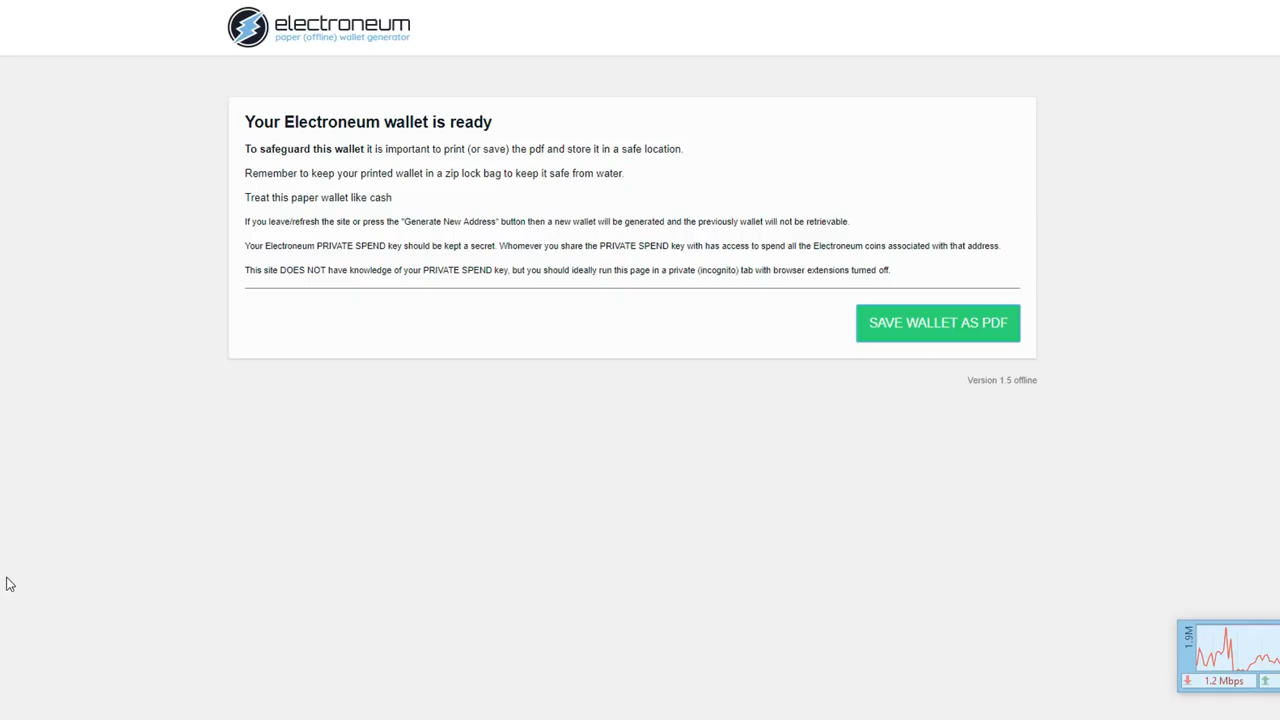 electroneum
paper (offline) wallet generator
Your Electroneum wallet is ready
To safeguard this wallet it is important to print (or save) the pdf and store it in a safe location.
Remember to keep your printed wallet in a zip lock bag to keep it safe from water.
Treat this paper wallet like cash
If you leave/refresh the site or press the "Generate New Address" button then a new wallet will be generated and the previously wallet will not be retrievable.
Your Electroneum PRIVATE SPEND key should be kept a secret. Whomever you share the PRIVATE SPEND key with has access to spend all the Electroneum coins associated with that address.
This site DOES NOT have knowledge of your PRIVATE SPEND key, but you should ideally run this page in a private (incognito) tab with browser extensions turned off.
SAVE WALLET AS PDF
Version 1.5 offline
1.9M
1.2 Mbps